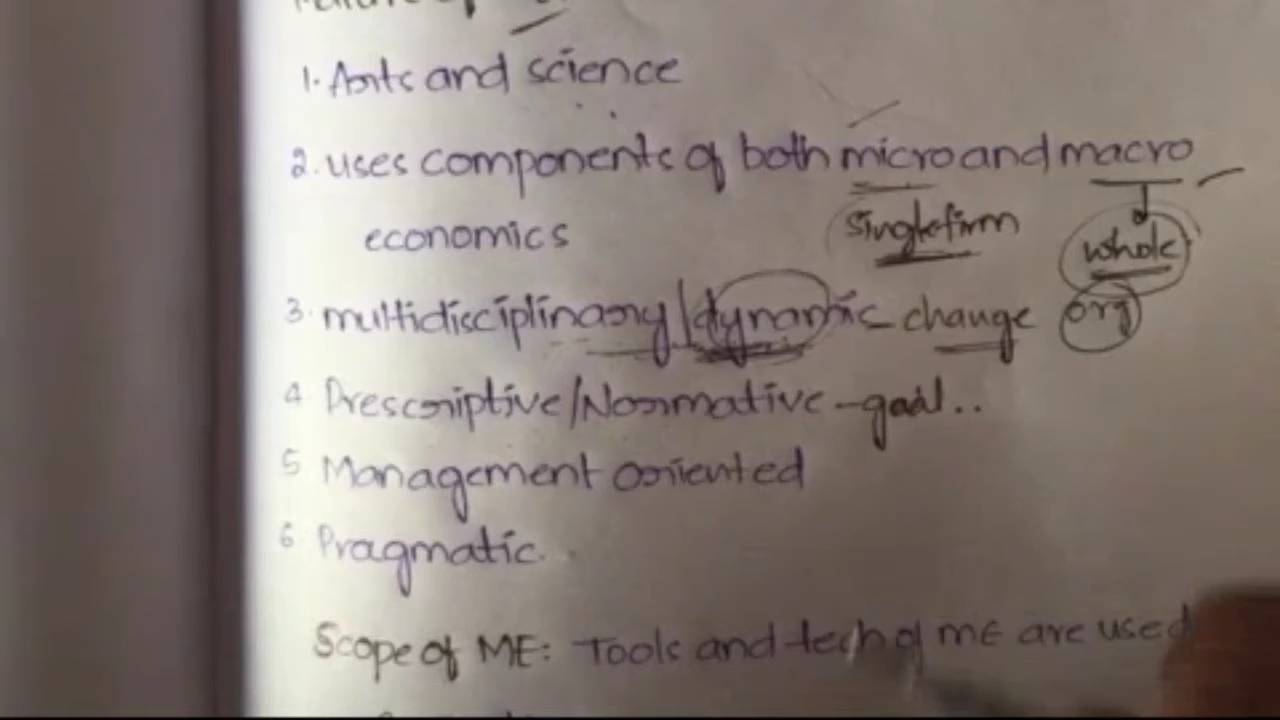 1. Arts and science
2. uses components of both micro and macro
economics
singlefirm
whole
3. multidisciplinary/dynamic change
org
4 Prescriptive/Normative - goal..
5 Management oriented
6 Pragmatic.
Scope of ME: Tools and tech of ME are used